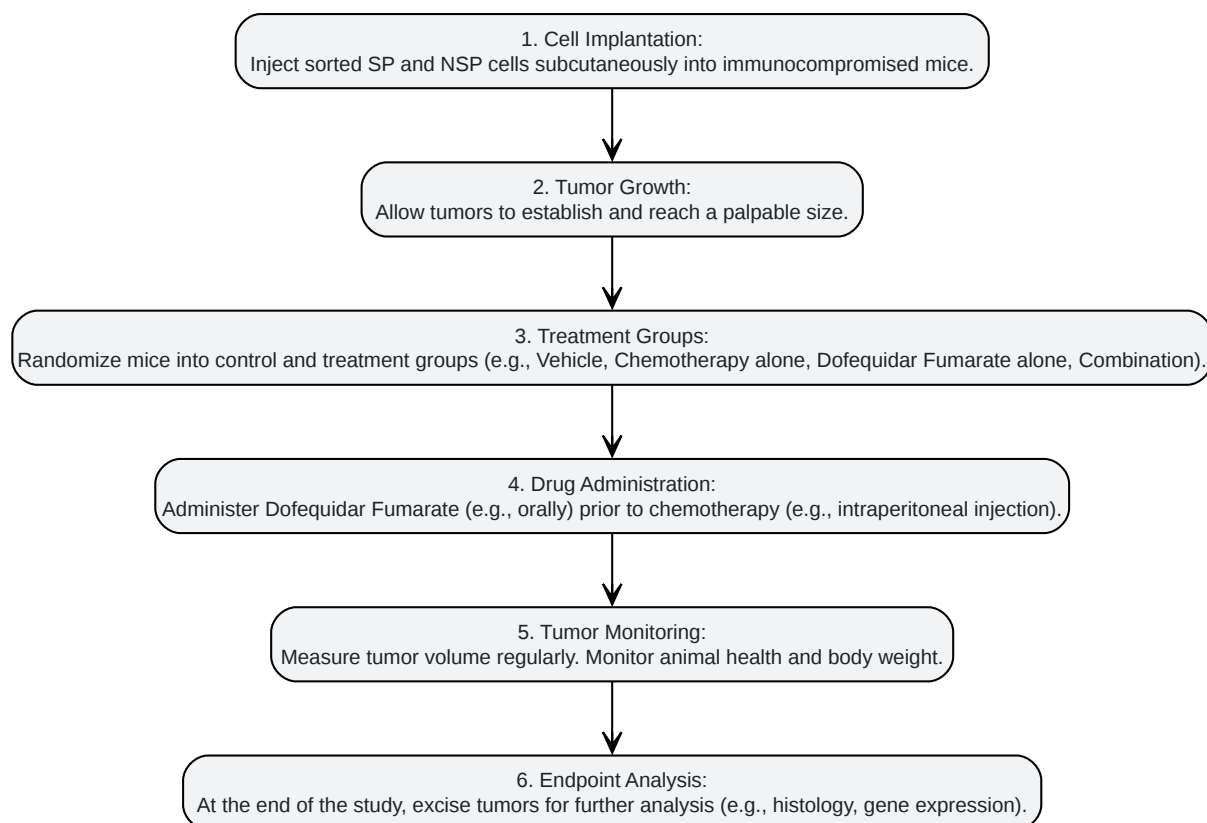 1. Cell Implantation:
Inject sorted SP and NSP cells subcutaneously into immunocompromised mice.
2. Tumor Growth:
Allow tumors to establish and reach a palpable size.
3. Treatment Groups:
Randomize mice into control and treatment groups (e.g., Vehicle, Chemotherapy alone, Dofequidar Fumarate alone, Combination).
4. Drug Administration:
Administer Dofequidar Fumarate (e.g., orally) prior to chemotherapy (e.g., intraperitoneal injection).
5. Tumor Monitoring:
Measure tumor volume regularly. Monitor animal health and body weight.
6. Endpoint Analysis:
At the end of the study, excise tumors for further analysis (e.g., histology, gene expression).